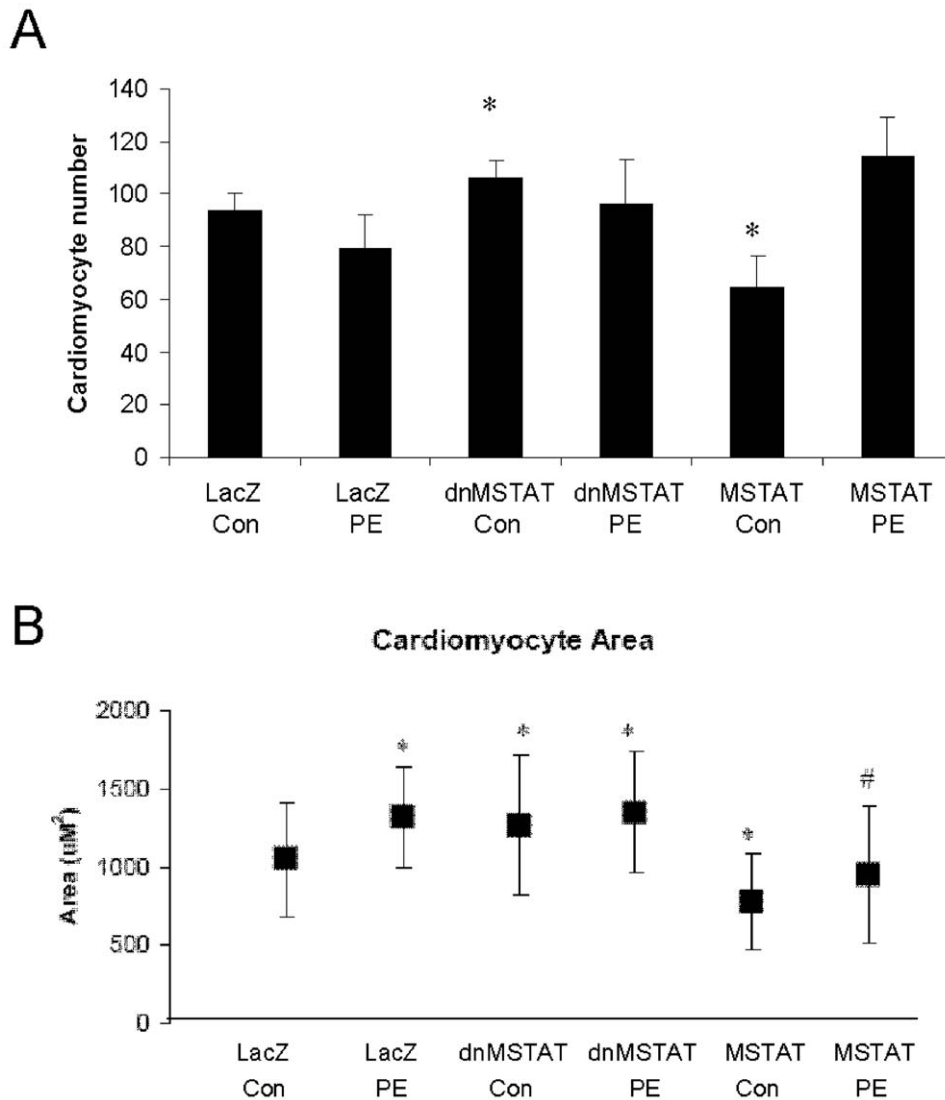 A
140
*
120
*
100
80
60
40
20
0
Cardiomyocyte number
LacZ LacZ dnMSTAT dnMSTAT MSTAT MSTAT
Con PE Con PE Con PE
B
Cardiomyocyte Area
2000
* * *
#
1500
*
1000
500
0
Area (uM²)
LacZ LacZ dnMSTAT dnMSTAT MSTAT MSTAT
Con PE Con PE Con PE